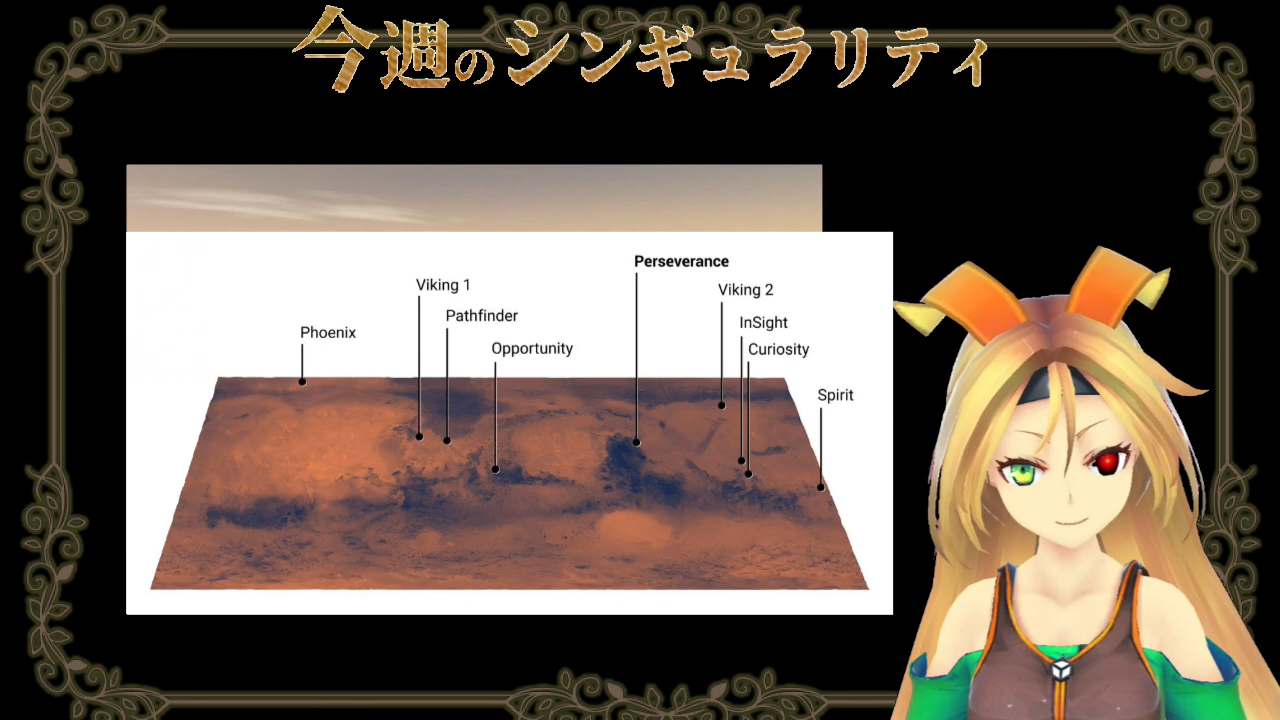 今週のシンギュラリティ
Perseverance
Viking 1
Viking 2
Pathfinder
InSight
Phoenix
Opportunity
Curiosity
Spirit